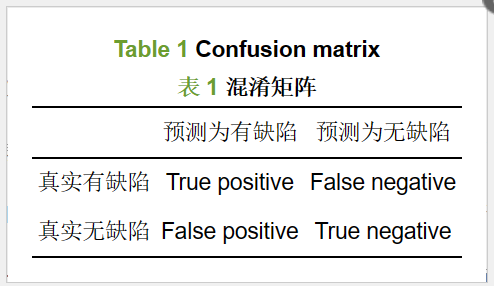 Table 1 Confusion matrix
表 1 混淆矩阵
预测为有缺陷 预测为无缺陷
真实有缺陷 True positive False negative
真实无缺陷 False positive True negative